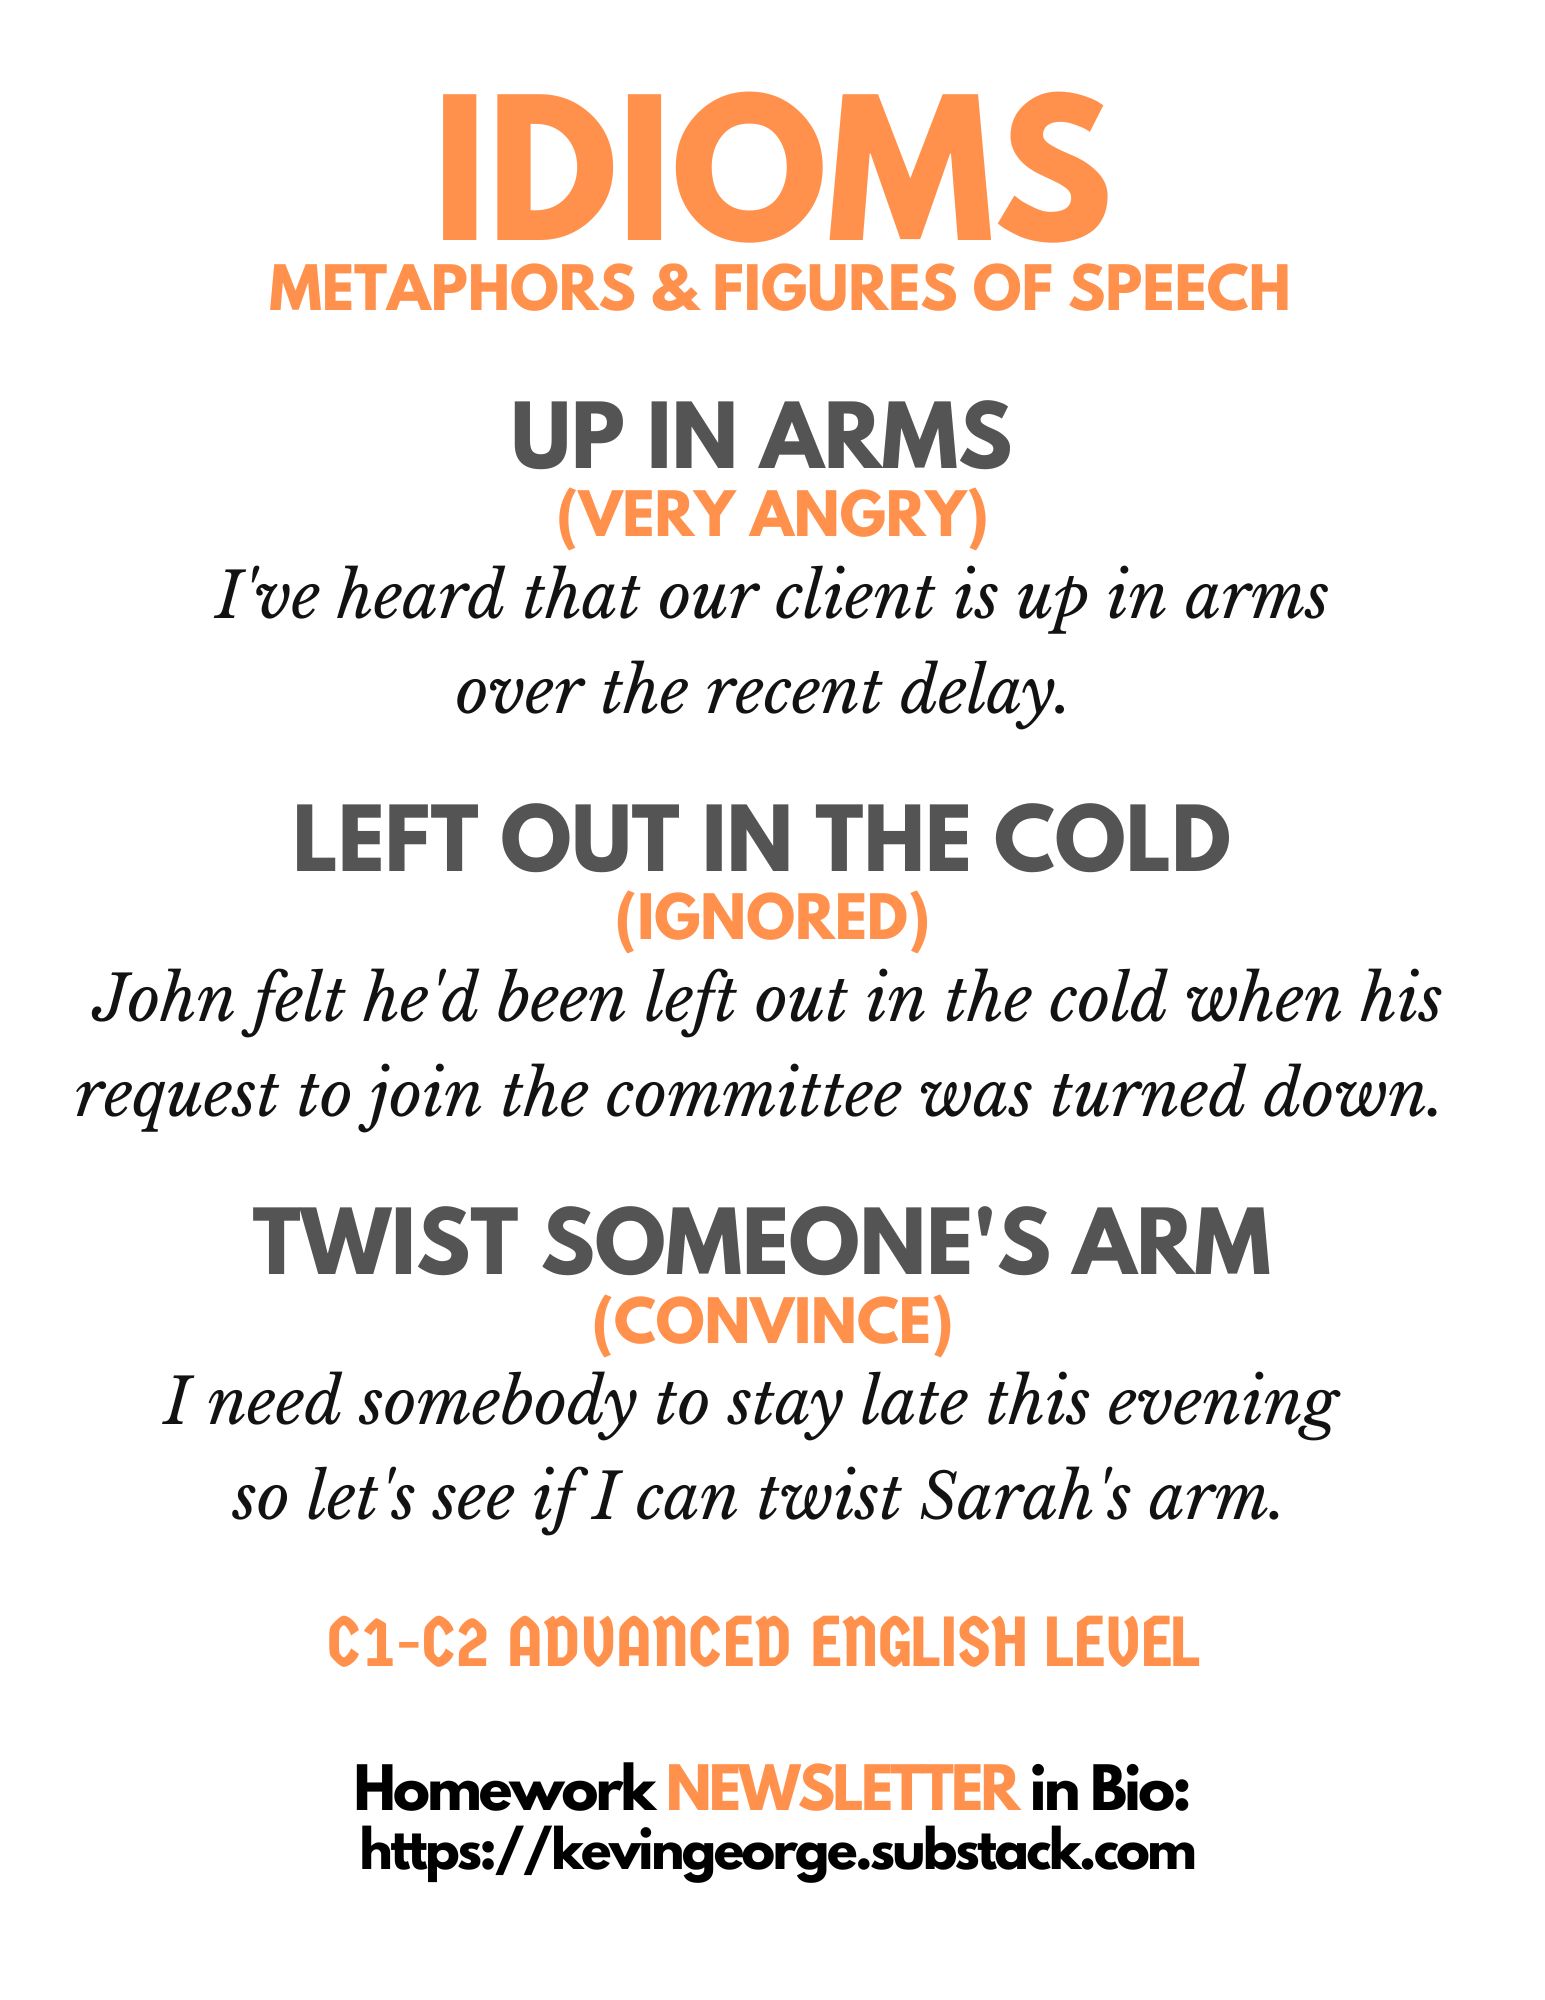 IDIOMS
METAPHORS & FIGURES OF SPEECH
UP IN ARMS
(VERY ANGRY)
I've heard that our client is up in arms
over the recent delay.
LEFT OUT IN THE COLD
(IGNORED)
John felt he'd been left out in the cold when his
request to join the committee was turned down.
TWIST SOMEONE'S ARM
(CONVINCE)
I need somebody to stay late this evening
so let's see if I can twist Sarah's arm.
C1-C2 ADVANCED ENGLISH LEVEL
Homework NEWSLETTER in Bio:
https://kevingeorge.substack.com